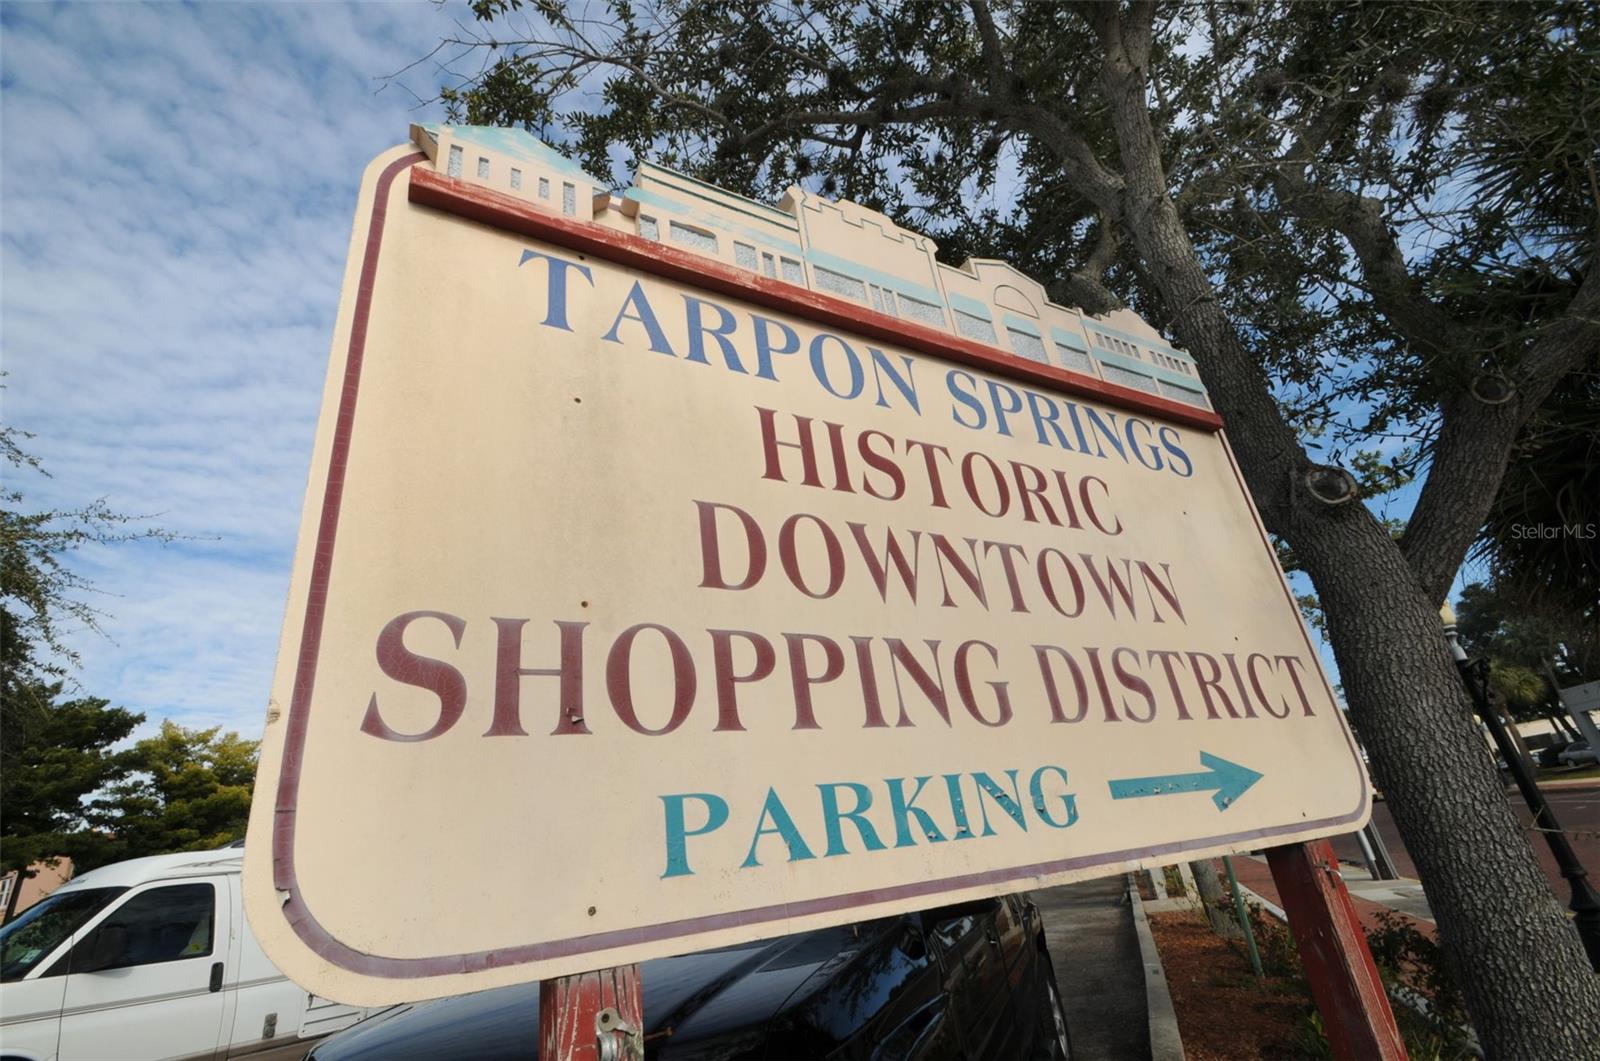 TARPON SPRINGS
HISTORIC
DOWNTOWN
SHOPPING DISTRICT
PARKING
StellarMLS